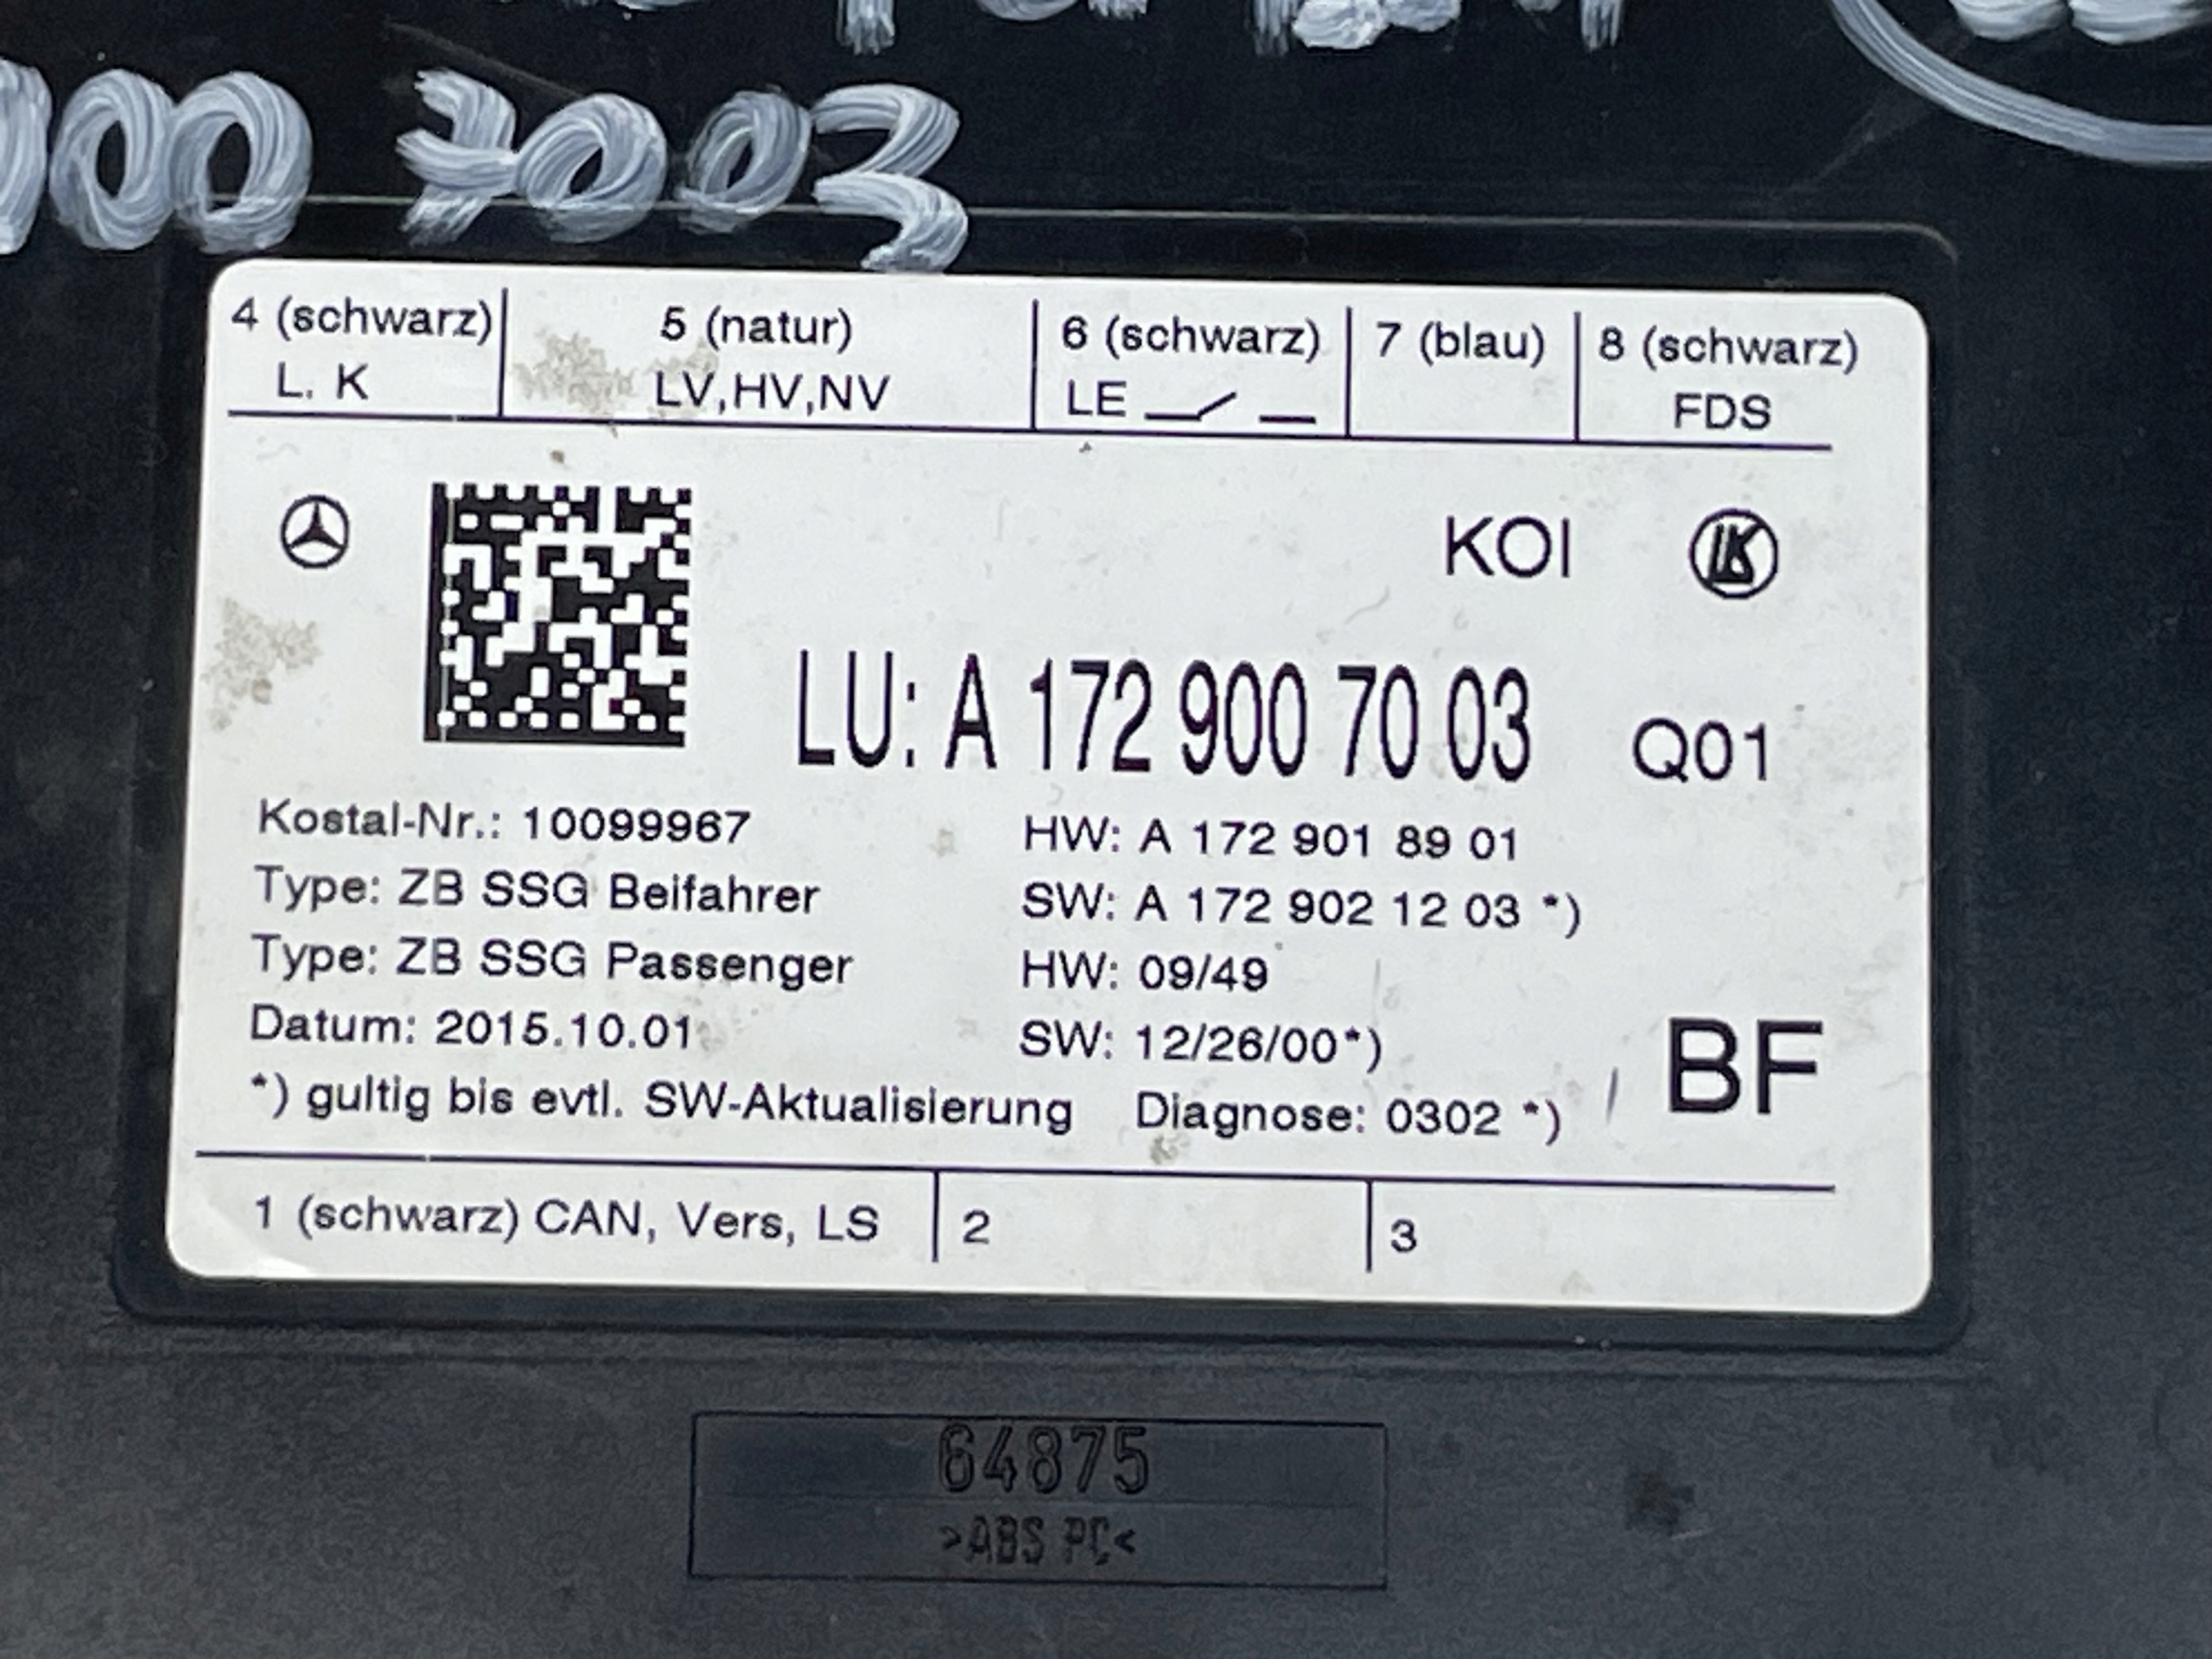 00 7003
4 (schwarz) 5 (natur) 6 (schwarz) 7 (blau) 8 (schwarz)
L. K LV,HV,NV LE FDS
KOI LK
LU: A 172 900 70 03 Q01
Kostal-Nr.: 10099967 HW: A 172 901 89 01
Type: ZB SSG Beifahrer SW: A 172 902 12 03 *)
Type: ZB SSG Passenger HW: 09/49
Datum: 2015.10.01 SW: 12/26/00*)
*) gultig bis evtl. SW-Aktualisierung Diagnose: 0302 *) BF
1 (schwarz) CAN, Vers, LS 2 3
64875
>ABS PC<